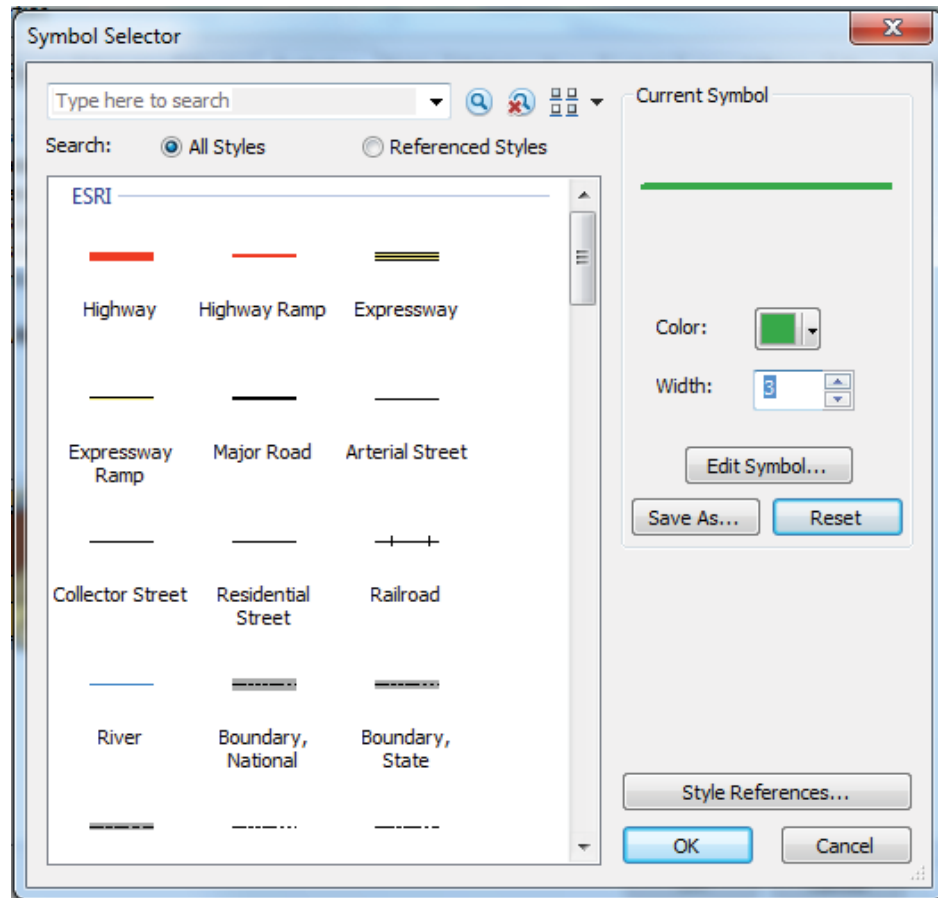 Symbol Selector
Type here to search
Search: All Styles Referenced Styles
ESRI
Highway Highway Ramp Expressway
Expressway Major Road Arterial Street
Ramp
Collector Street Residential Railroad
Street
River Boundary, Boundary,
National State
Current Symbol
Color:
Width: 3
Edit Symbol...
Save As... Reset
Style References...
OK Cancel